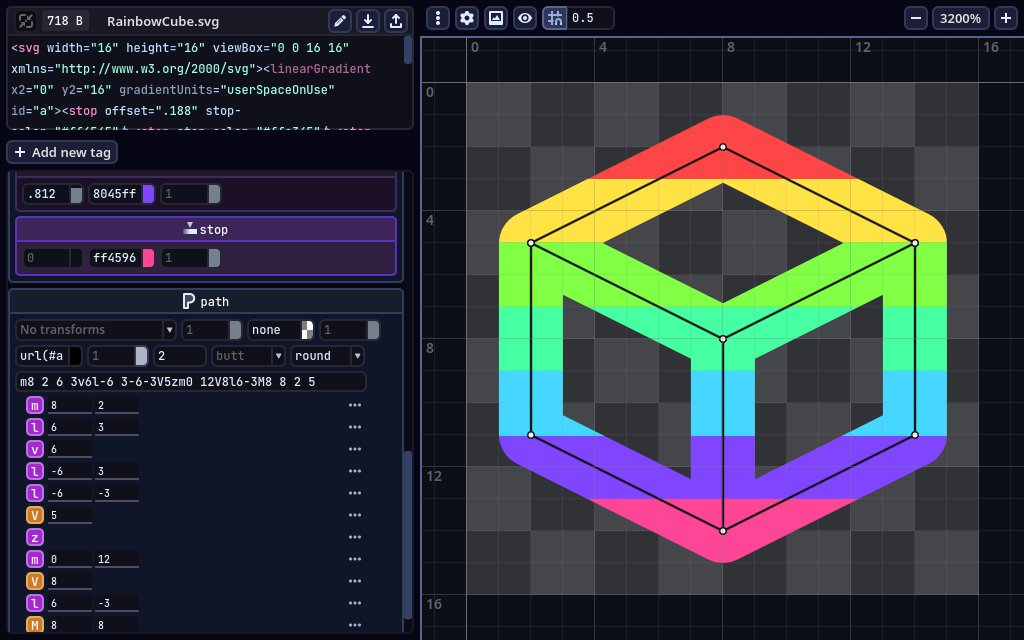 718 B RainbowCube.svg 0.5 3200%
<svg width="16" height="16" viewBox="0 0 16 16"
xmlns="http://www.w3.org/2000/svg"><linearGradient
x2="0" y2="16" gradientUnits="userSpaceOnUse"
id="a"><stop offset=".188" stop-
Add new tag
.812 8045ff 1
stop
0 ff4596 1
path
No transforms 1 none 1
url(#a 1 2 butt round
m8 2 6 3v6l-6 3-6-3V5zm0 12V8l6-3M8 8 2 5
m 8 2
l 6 3
v 6
l -6 3
l -6 -3
V 5
z
m 0 12
V 8
l 6 -3
M 8 8
0 4 8 12 16
0
4
8
12
16